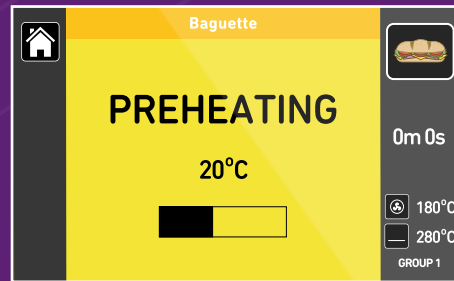 Baguette
PREHEATING
20°C
0m 0s
180°C
280°C
GROUP 1